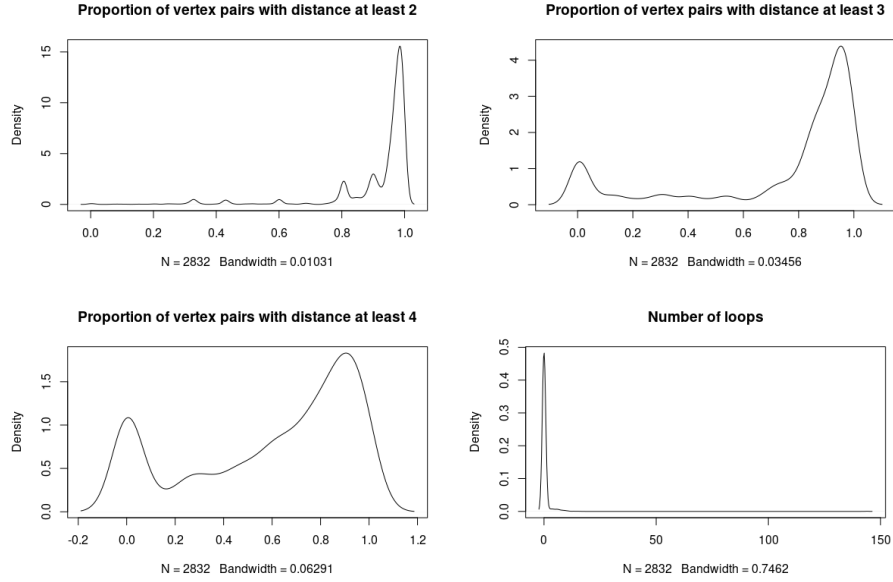 Proportion of vertex pairs with distance at least 2
Density
0 5 10 15
0.0 0.2 0.4 0.6 0.8 1.0
N = 2832 Bandwidth = 0.01031
Proportion of vertex pairs with distance at least 3
Density
0 1 2 3 4
0.0 0.2 0.4 0.6 0.8 1.0
N = 2832 Bandwidth = 0.03456
Proportion of vertex pairs with distance at least 4
Density
0.0 0.5 1.0 1.5
-0.2 0.0 0.2 0.4 0.6 0.8 1.0 1.2
N = 2832 Bandwidth = 0.06291
Number of loops
Density
0.0 0.1 0.2 0.3 0.4 0.5
0 50 100 150
N = 2832 Bandwidth = 0.7462